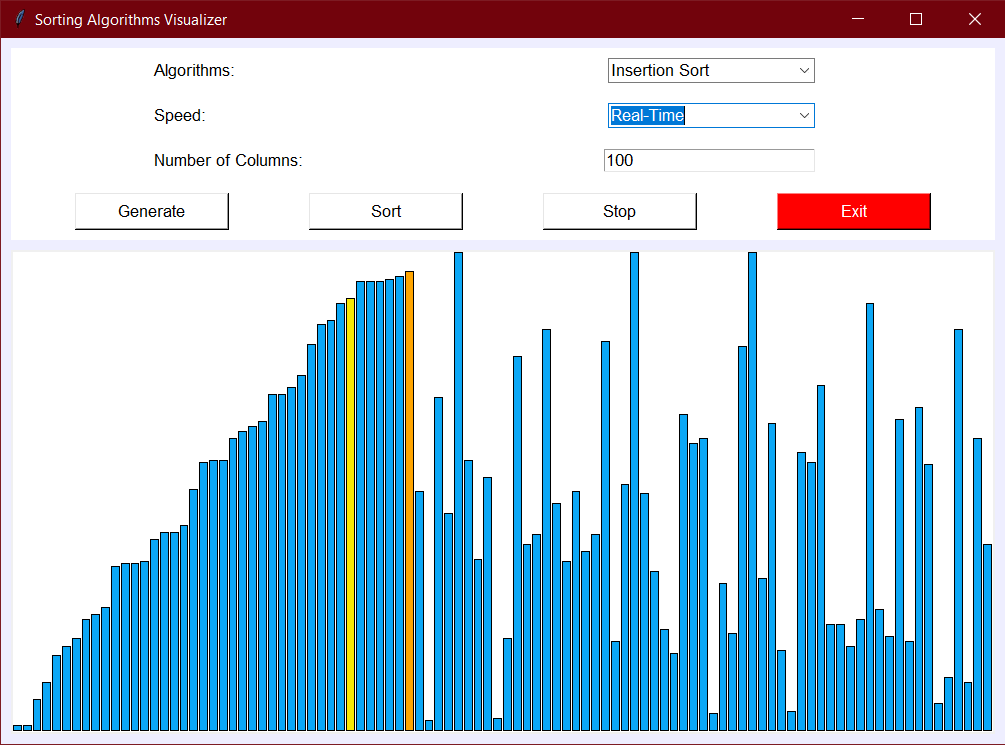 Sorting Algorithms Visualizer
Algorithms: Insertion Sort
Speed: Real-Time
Number of Columns: 100
Generate Sort Stop Exit